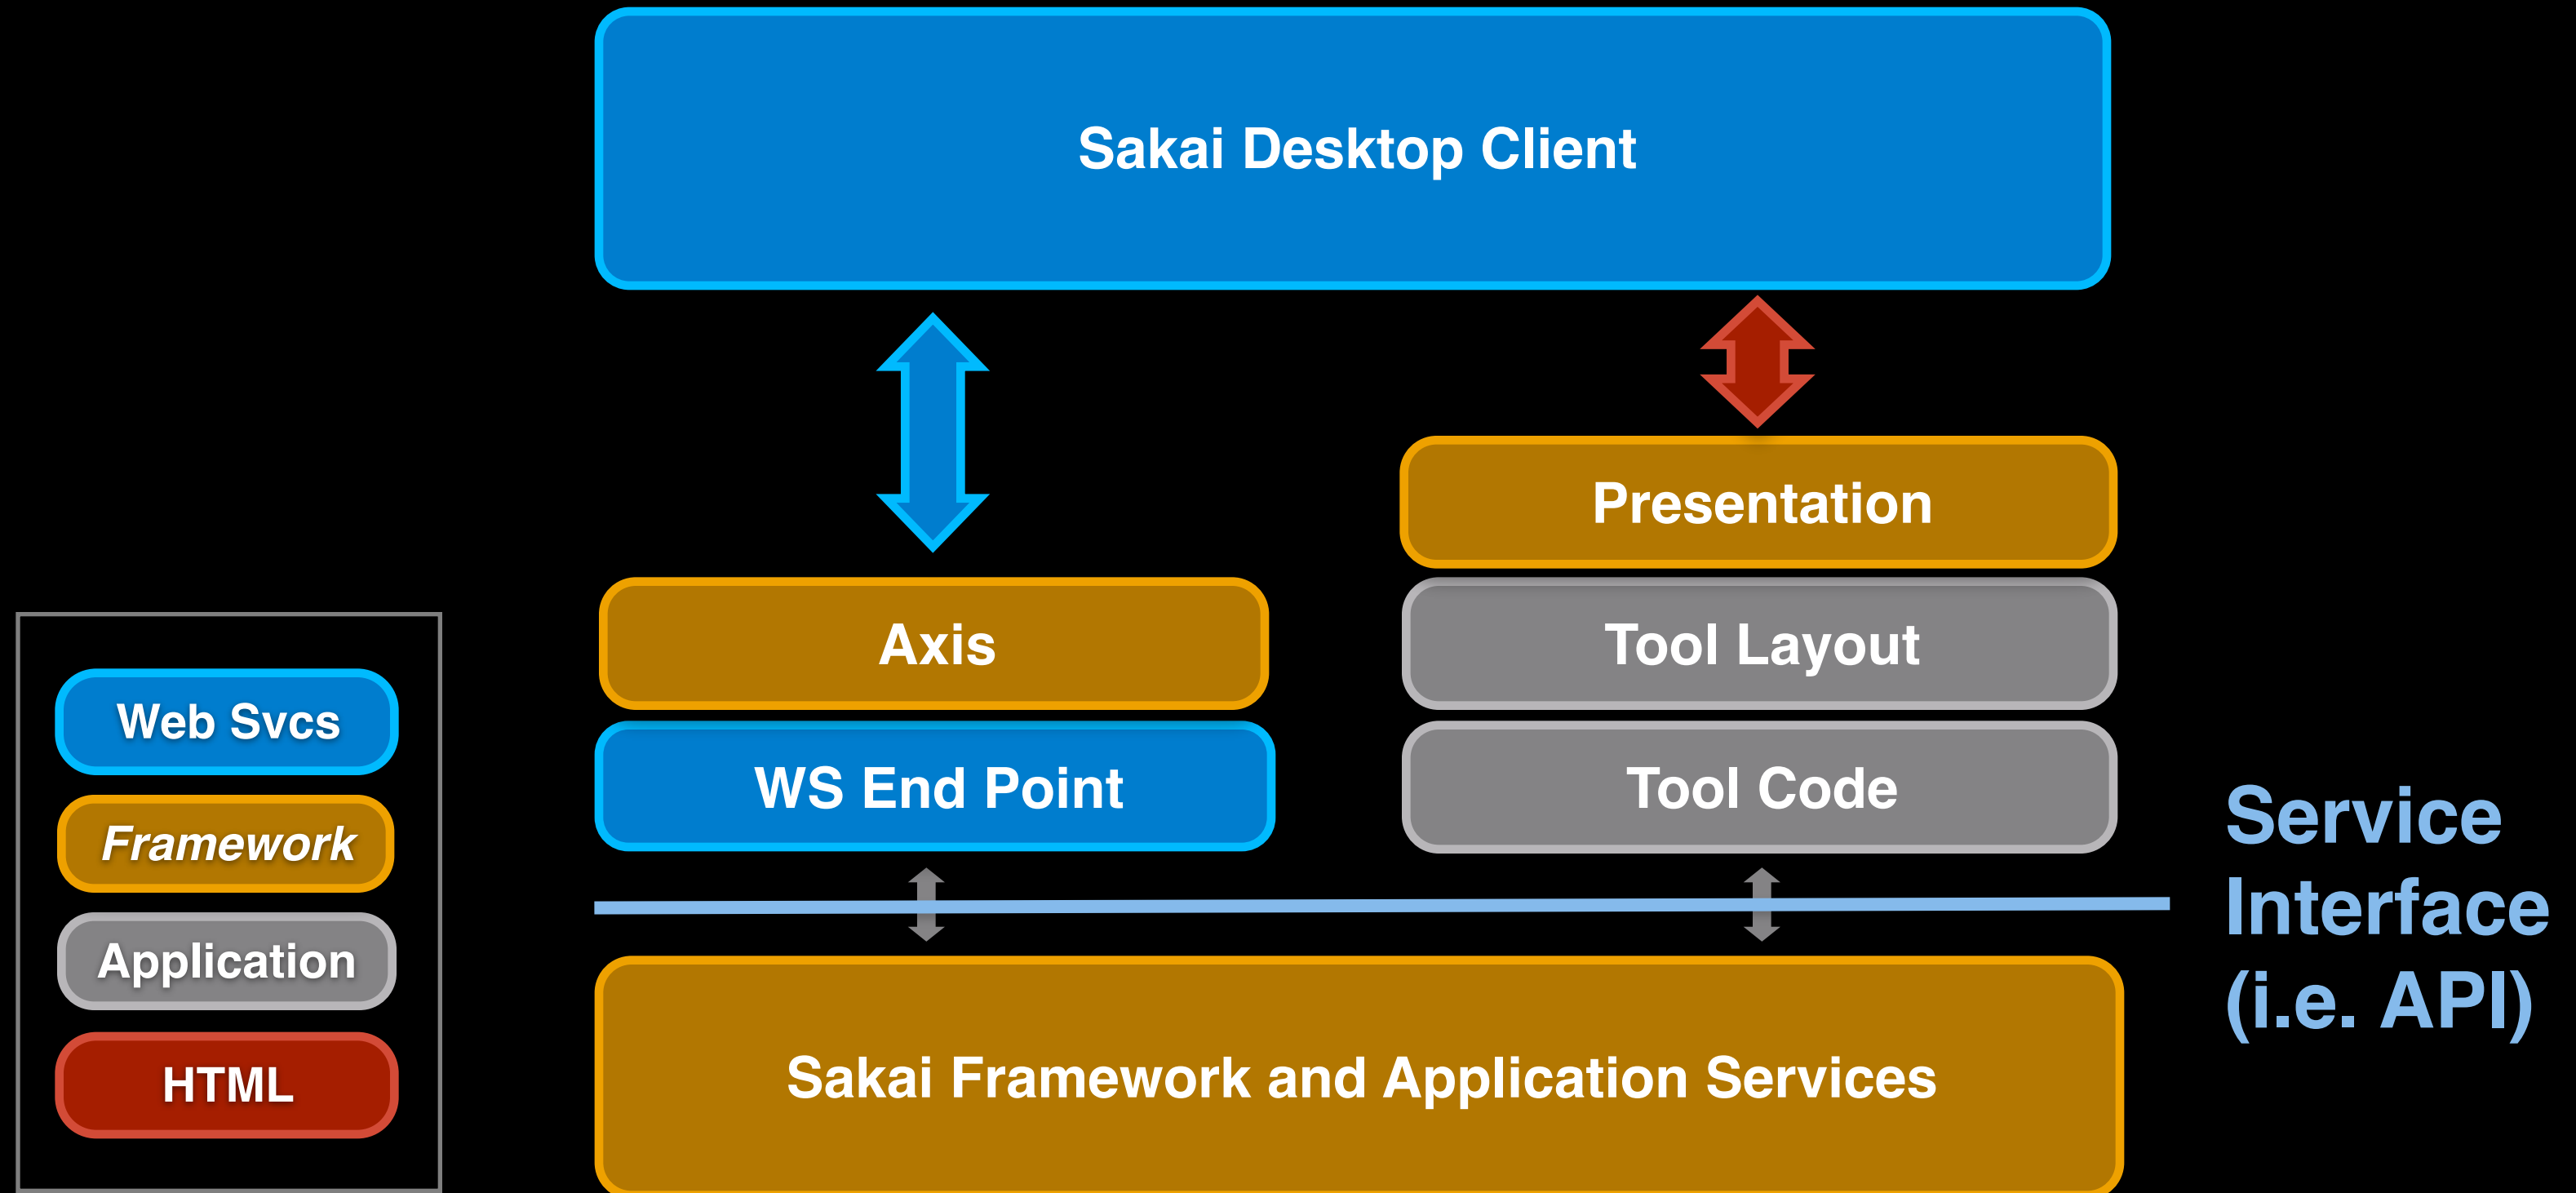 Sakai Desktop Client
Presentation
Axis
Tool Layout
WS End Point
Tool Code
Service
Interface
(i.e. API)
Sakai Framework and Application Services
Web Svcs
Framework
Application
HTML